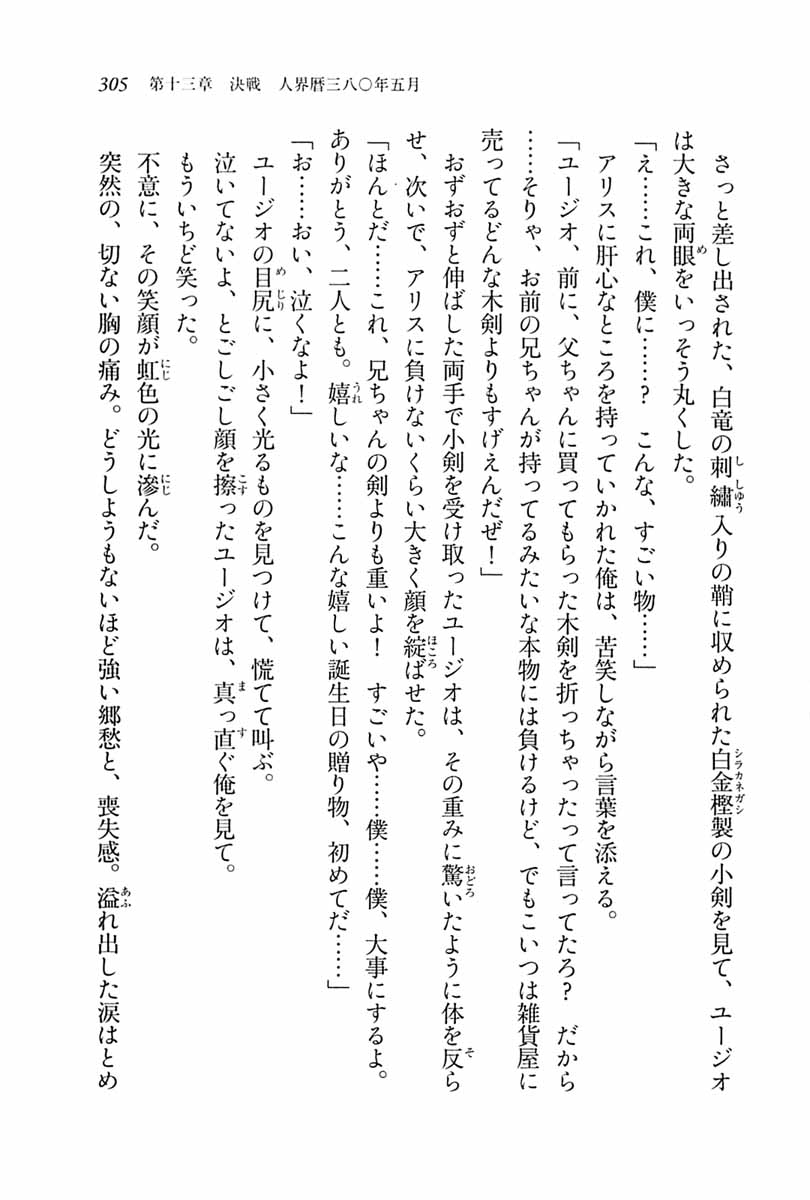 305　第十三章　決戦　人界暦三八〇年五月
　さっと差し出された、白竜の刺繡入りの鞘に収められた白金樫製の小剣を見て、ユージオ
は大きな両眼をいっそう丸くした。
「え……これ、僕に……？　こんな、すごい物……」
　アリスに肝心なところを持っていかれた俺は、苦笑しながら言葉を添える。
「ユージオ、前に、父ちゃんに買ってもらった木剣を折っちゃったって言ってたろ？　だから
……そりゃ、お前の兄ちゃんが持ってるみたいな本物には負けるけど、でもこいつは雑貨屋に
売ってるどんな木剣よりもすげえんだぜ！」
　おずおずと伸ばした両手で小剣を受け取ったユージオは、その重みに驚いたように体を反ら
せ、次いで、アリスに負けないくらい大きく顔を綻ばせた。
「ほんとだ……これ、兄ちゃんの剣よりも重いよ！　すごいや……僕……僕、大事にするよ。
ありがとう、二人とも。嬉しいな……こんな嬉しい誕生日の贈り物、初めてだ……」
「お……おい、泣くなよ！」
　ユージオの目尻に、小さく光るものを見つけて、慌てて叫ぶ。
　泣いてないよ、とごしごし顔を擦ったユージオは、真っ直ぐ俺を見て。
　もういちど笑った。
　不意に、その笑顔が虹色の光に滲んだ。
　突然の、切ない胸の痛み。どうしようもないほど強い郷愁と、喪失感。溢れ出した涙はとめ